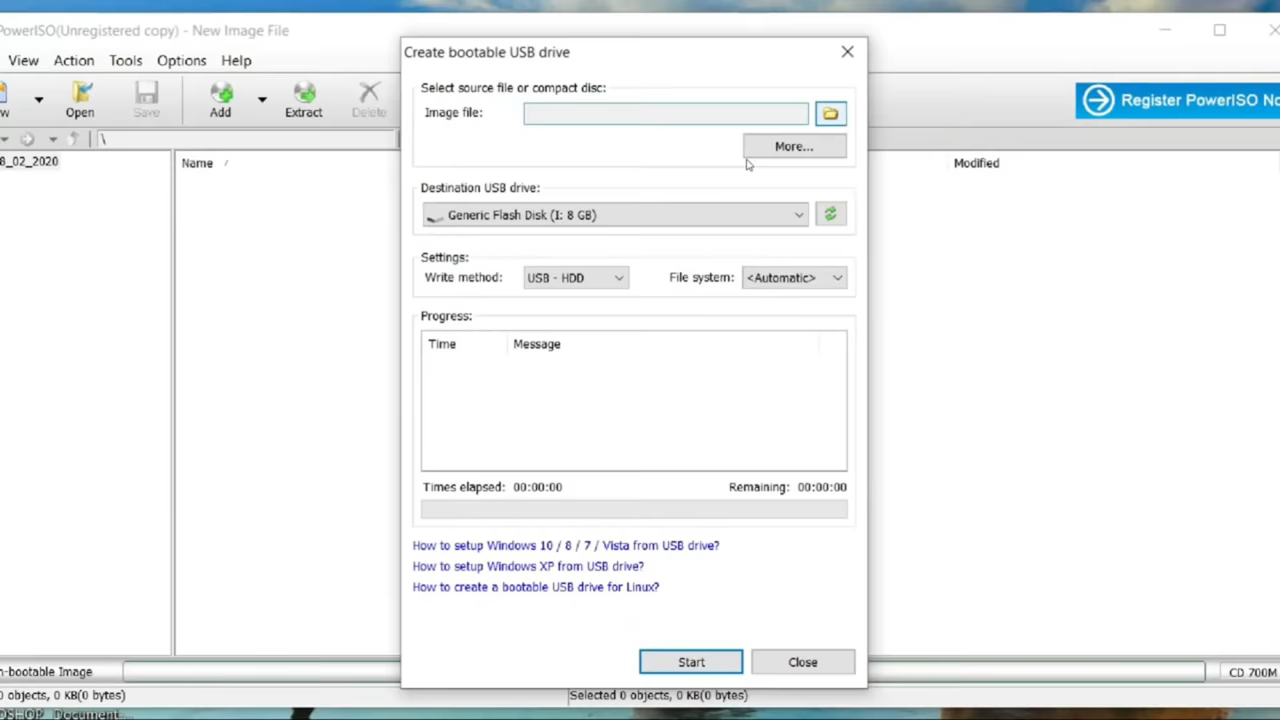 PowerISO(Unregistered copy) - New Image File
View Action Tools Options Help
Open Save Add Extract Delete
Register PowerISO No
\
8_02_2020
Name
Modified
Create bootable USB drive
Select source file or compact disc:
Image file:
More...
Destination USB drive:
Generic Flash Disk (I: 8 GB)
Settings:
Write method: USB - HDD File system: <Automatic>
Progress:
Time Message
Times elapsed: 00:00:00 Remaining: 00:00:00
How to setup Windows 10 / 8 / 7 / Vista from USB drive?
How to setup Windows XP from USB drive?
How to create a bootable USB drive for Linux?
Start Close
n-bootable Image
CD 700M
0 objects, 0 KB(0 bytes)
Selected 0 objects, 0 KB(0 bytes)